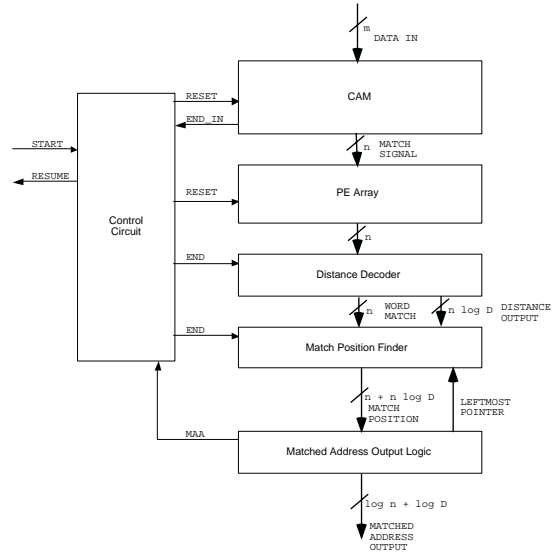 m
DATA IN
CAM
RESET
END_IN
START
n
MATCH
SIGNAL
RESUME
RESET
PE Array
Control
Circuit
n
END
Distance Decoder
n
WORD
MATCH
n log D
DISTANCE
OUTPUT
END
Match Position Finder
n + n log D
MATCH
POSITION
LEFTMOST
POINTER
MAA
Matched Address Output Logic
log n + log D
MATCHED
ADDRESS
OUTPUT